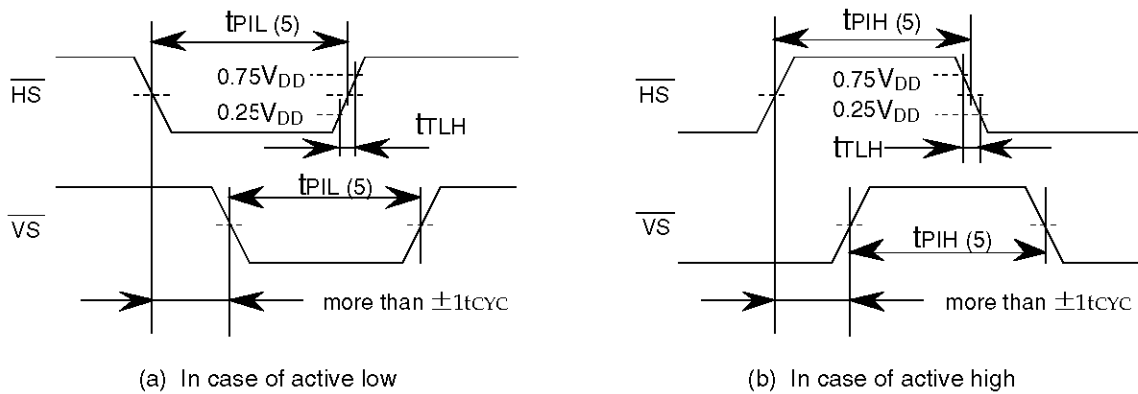 tPIL (5)
HS
0.75VDD
0.25VDD
tTLH
tPIL (5)
VS
more than ±1tCYC
(a) In case of active low
tPIH (5)
HS
0.75VDD
0.25VDD
tTLH
VS
tPIH (5)
more than ±1tCYC
(b) In case of active high